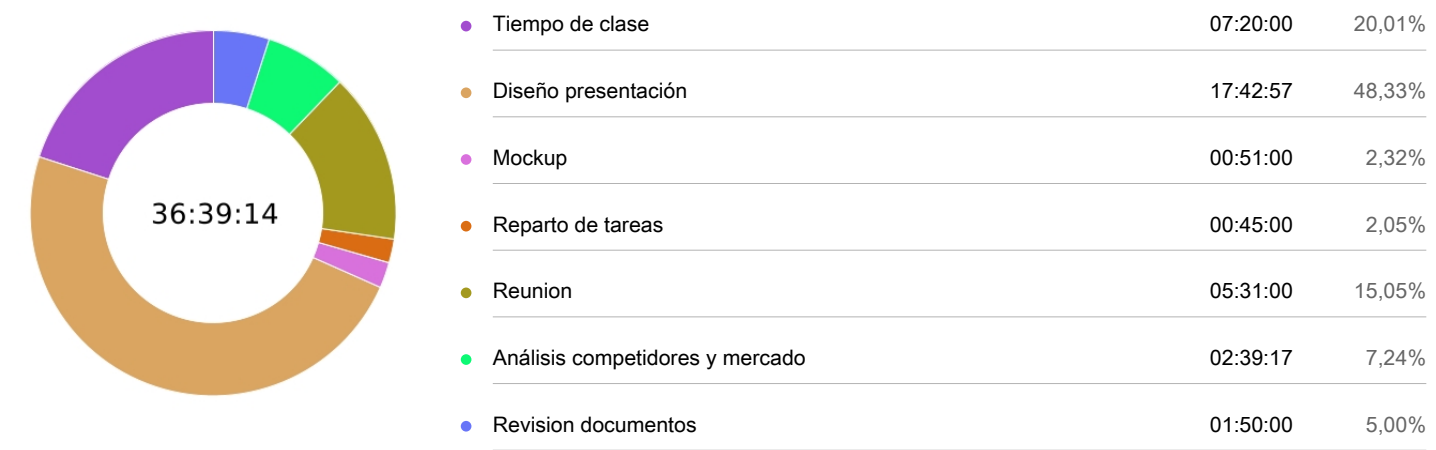 36:39:14
Tiempo de clase 07:20:00 20,01%
Diseño presentación 17:42:57 48,33%
Mockup 00:51:00 2,32%
Reparto de tareas 00:45:00 2,05%
Reunion 05:31:00 15,05%
Análisis competidores y mercado 02:39:17 7,24%
Revision documentos 01:50:00 5,00%